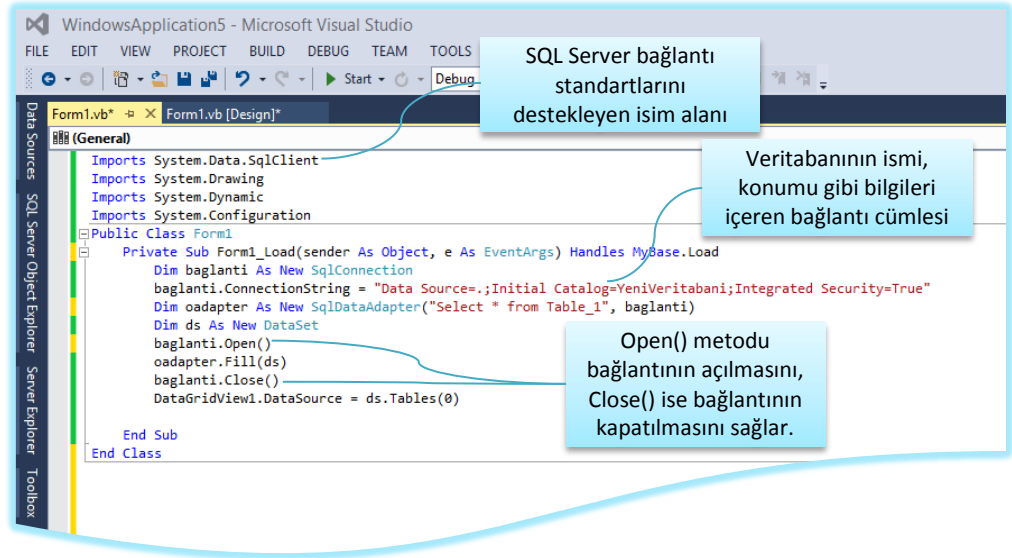 WindowsApplication5 - Microsoft Visual Studio
FILE EDIT VIEW PROJECT BUILD DEBUG TEAM TOOLS
Start Debug
SQL Server bağlantı
standartlarını
destekleyen isim alanı
Form1.vb* Form1.vb [Design]*
(General)
Data Sources
SQL Server Object Explorer
Server Explorer
Toolbox
Veritabanının ismi,
konumu gibi bilgileri
içeren bağlantı cümlesi
Imports System.Data.SqlClient
Imports System.Drawing
Imports System.Dynamic
Imports System.Configuration
Public Class Form1
Private Sub Form1_Load(sender As Object, e As EventArgs) Handles MyBase.Load
Dim baglanti As New SqlConnection
baglanti.ConnectionString = "Data Source=.;Initial Catalog=YeniVeritabani;Integrated Security=True"
Dim oadapter As New SqlDataAdapter("Select * from Table_1", baglanti)
Dim ds As New DataSet
baglanti.Open()
oadapter.Fill(ds)
baglanti.Close()
DataGridView1.DataSource = ds.Tables(0)
End Sub
End Class
Open() metodu
bağlantının açılmasını,
Close() ise bağlantının
kapatılmasını sağlar.